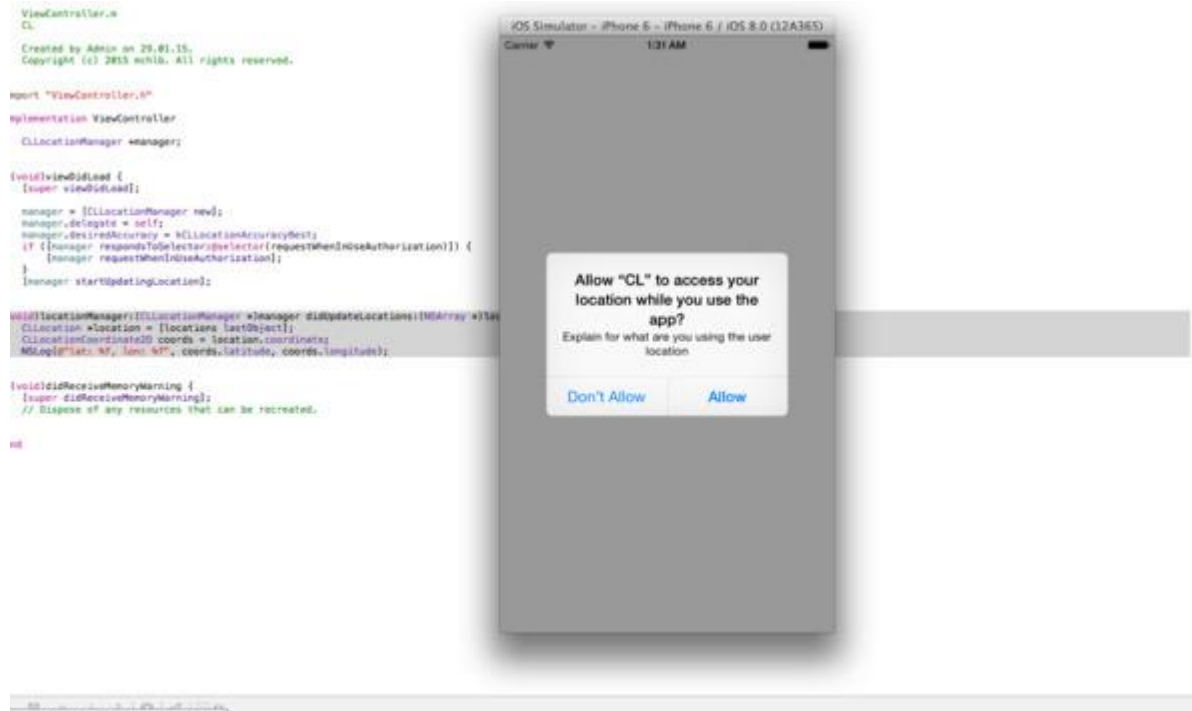 ViewController.m
CL
Created by Admin on 29.01.15.
Copyright (c) 2015 mchlb. All rights reserved.
mport "ViewController.h"
mplementation ViewController
CLLocationManager *manager;
(void)viewDidLoad {
[super viewDidLoad];
manager = [CLLocationManager new];
manager.delegate = self;
manager.desiredAccuracy = kCLLocationAccuracyBest;
if ([manager respondsToSelector:@selector(requestWhenInUseAuthorization)]) {
[manager requestWhenInUseAuthorization];
}
[manager startUpdatingLocation];
void)locationManager:(CLLocationManager *)manager didUpdateLocations:(NSArray *)loc
CLLocation *location = [locations lastObject];
CLLocationCoordinate2D coords = location.coordinate;
NSLog(@"lat: %f, lon: %f", coords.latitude, coords.longitude);
(void)didReceiveMemoryWarning {
[super didReceiveMemoryWarning];
// Dispose of any resources that can be recreated.
nd
iOS Simulator - iPhone 6 - iPhone 6 / iOS 8.0 (12A365)
Carrier 1:31 AM
Allow "CL" to access your
location while you use the
app?
Explain for what are you using the user
location
Don't Allow Allow